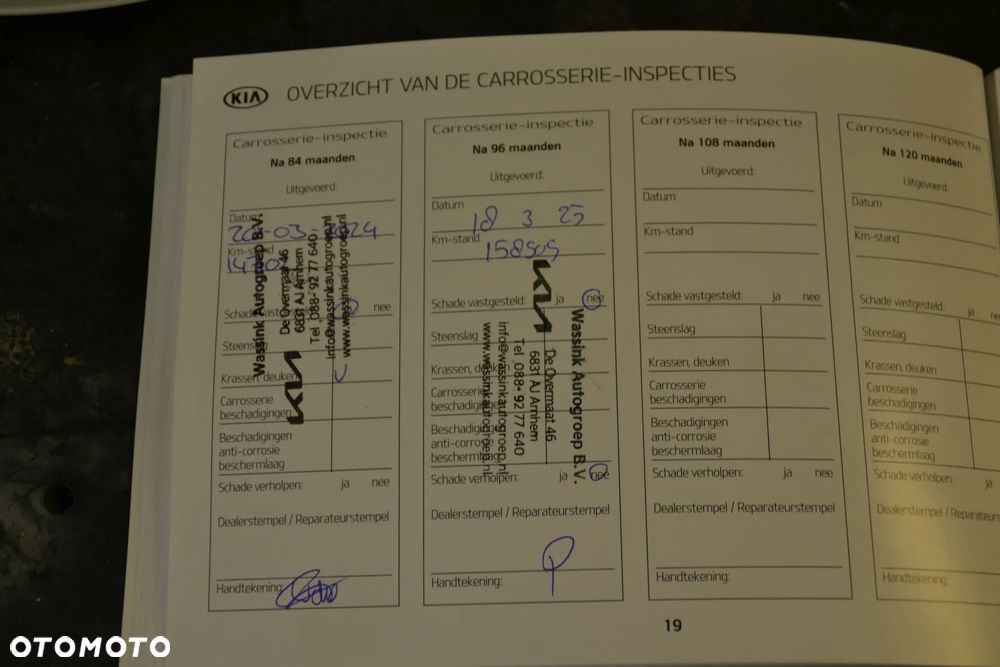 KIA OVERZICHT VAN DE CARROSSERIE-INSPECTIES
Carrosserie-inspectie
Na 84 maanden
Uitgevoerd:
Datum
Km-stand
Schade vastgesteld:
Steenslag
Krassen, deuken
Carrosserie
beschadigingen
Beschadigingen
anti-corrosie
beschermlaag
Schade verholpen: ja nee
Dealerstempel / Reparateurstempel
Handtekening:
KIA
Wassink Autogroep B.V.
De Overmaat 46
6831 AJ Arnhem
Tel 088- 92 77 640
info@wassinkautogroep.nl
www.wassinkautogroep.nl
Carrosserie-inspectie
Na 96 maanden
Uitgevoerd:
Datum
18 3 25
Km-stand
158505
Schade vastgesteld: ja nee
Steenslag
Krassen, deuken
Carrosserie
beschadigingen
Beschadigingen
anti-corrosie
beschermlaag
Schade verholpen: ja nee
Dealerstempel / Reparateurstempel
Handtekening:
KIA
Wassink Autogroep B.V.
De Overmaat 46
6831 AJ Arnhem
Tel 088- 92 77 640
info@wassinkautogroep.nl
www.wassinkautogroep.nl
Carrosserie-inspectie
Na 108 maanden
Uitgevoerd:
Datum
Km-stand
Schade vastgesteld: ja nee
Steenslag
Krassen, deuken
Carrosserie
beschadigingen
Beschadigingen
anti-corrosie
beschermlaag
Schade verholpen: ja nee
Dealerstempel / Reparateurstempel
Handtekening:
Carrosserie-inspectie
Na 120 maanden
Uitgevoerd:
Datum
Km-stand
Schade vastgesteld: ja
Steenslag
Krassen, deuken
Carrosserie
beschadigingen
Beschadigingen
anti-corrosie
beschermlaag
Schade verholpen: ja
Dealerstempel / Reparateurs
Handtekening:
19
OTOMOTO